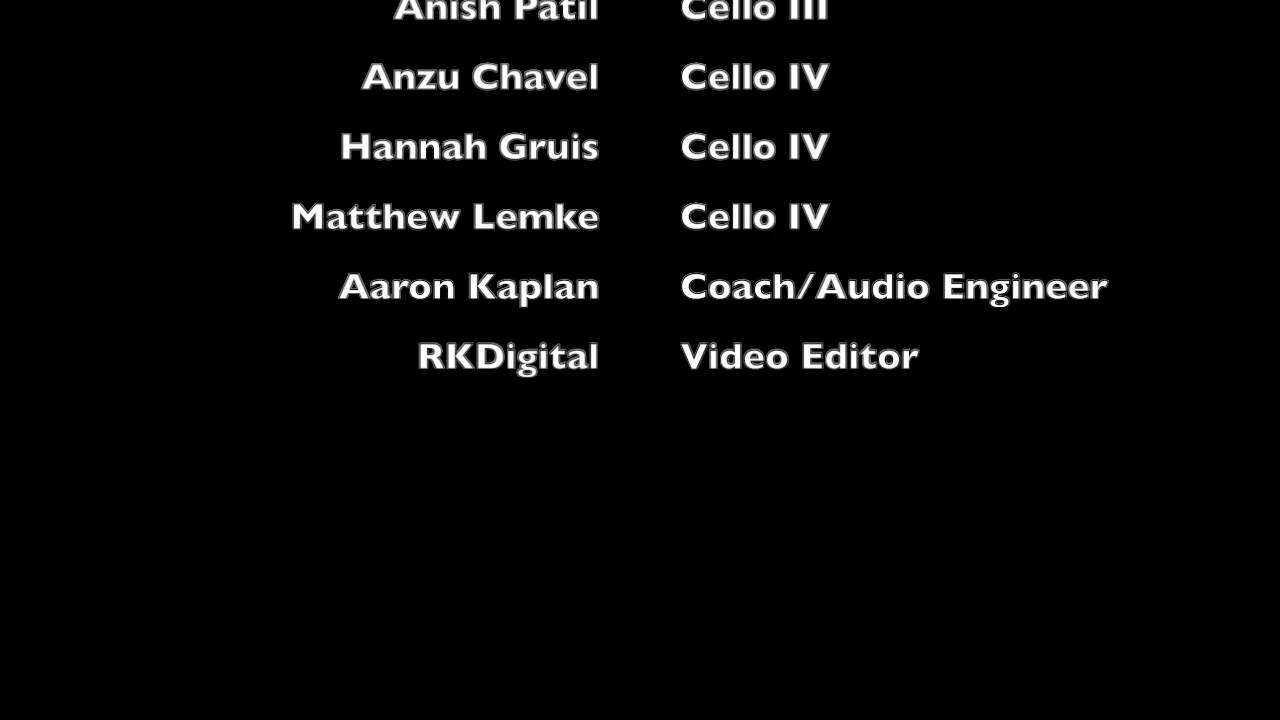 Anish Patil Cello III
Anzu Chavel Cello IV
Hannah Gruis Cello IV
Matthew Lemke Cello IV
Aaron Kaplan Coach/Audio Engineer
RKDigital Video Editor